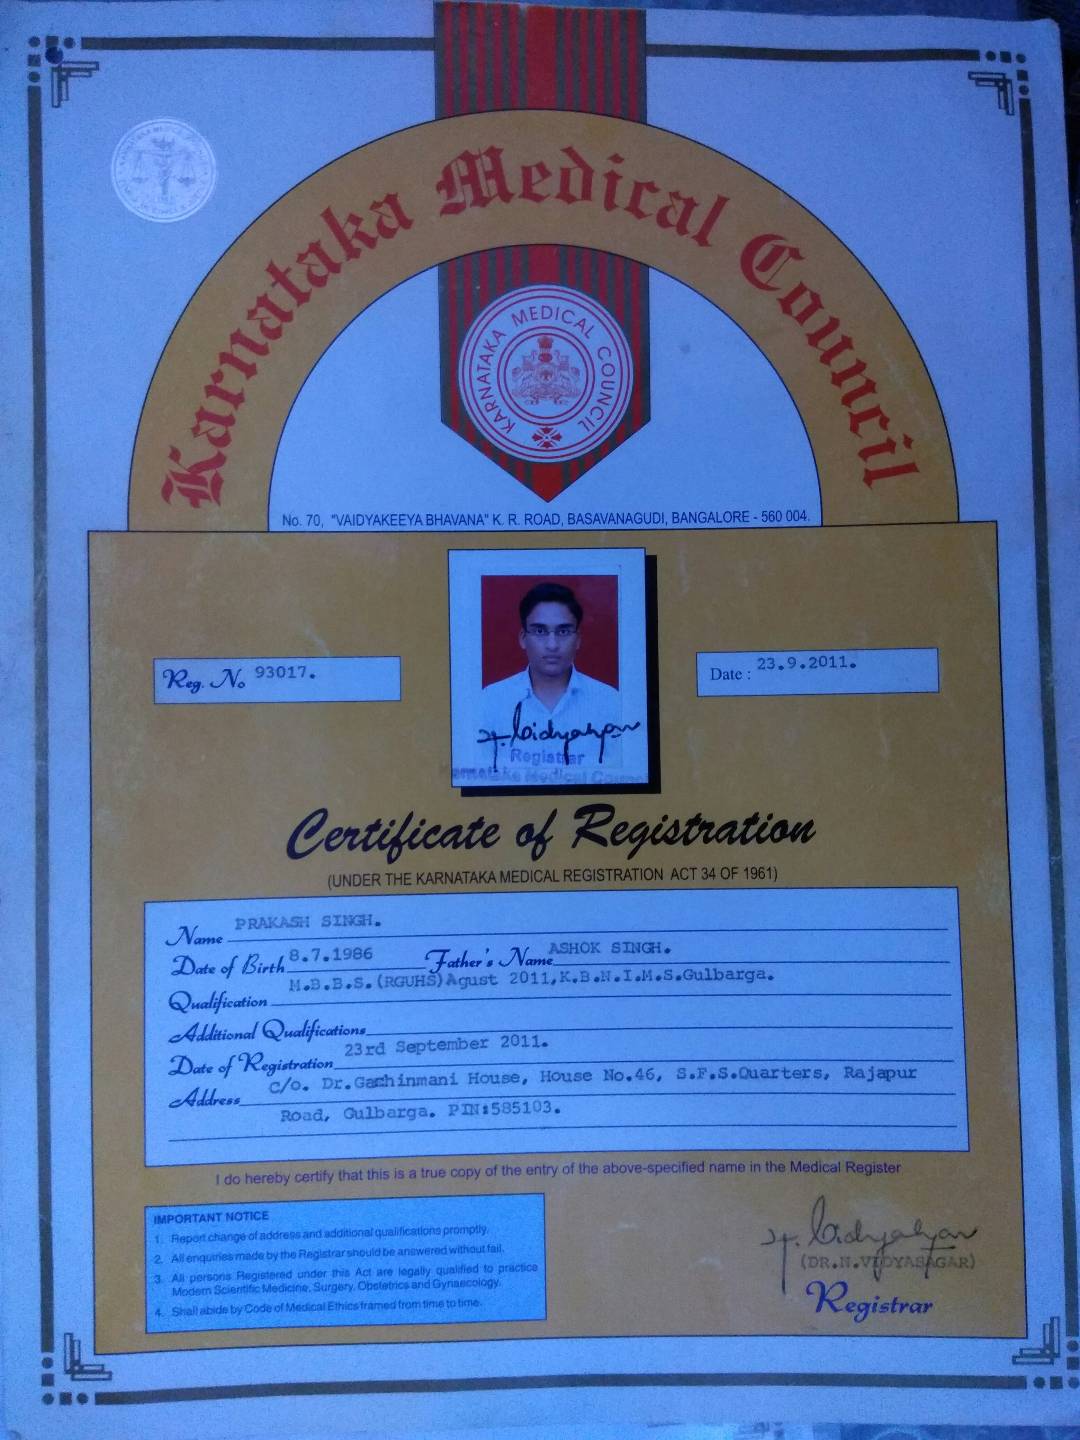 Karnataka Medical Council
KARNATAKA MEDICAL COUNCIL
No. 70, "VAIDYAKEEYA BHAVANA" K. R. ROAD, BASAVANAGUDI, BANGALORE - 560 004.
Reg. No 93017.
Date : 23.9.2011.
Registrar
Karnataka Medical Council
Certificate of Registration
(UNDER THE KARNATAKA MEDICAL REGISTRATION ACT 34 OF 1961)
Name PRAKASH SINGH.
Date of Birth 8.7.1986 Father's Name ASHOK SINGH.
Qualification M.B.B.S.(RGUHS)Agust 2011,K.B.N.I.M.S.Gulbarga.
Additional Qualifications
Date of Registration 23rd September 2011.
Address C/o. Dr.Gashinmani House, House No.46, S.F.S.Quarters, Rajapur
Road, Gulbarga. PIN:585103.
I do hereby certify that this is a true copy of the entry of the above-specified name in the Medical Register
IMPORTANT NOTICE
1. Report change of address and additional qualifications promptly.
2. All enquiries made by the Registrar should be answered without fail.
3. All persons Registered under this Act are legally qualified to practice
Modern Scientific Medicine, Surgery, Obstetrics and Gynaecology.
4. Shall abide by Code of Medical Ethics framed from time to time.
(DR.N.VIDYASAGAR)
Registrar